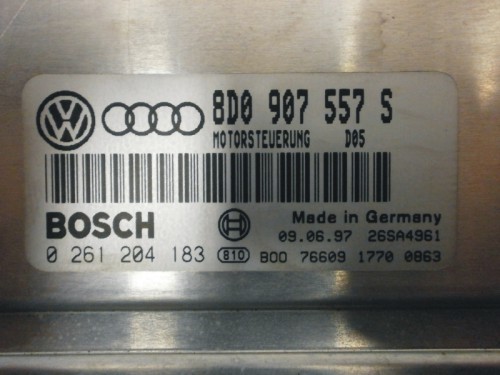 8D0 907 557 S
MOTORSTEUERUNG D05
BOSCH
Made in Germany
09.06.97 26SA4961
0 261 204 183 810 BOO 76609 1770 0863